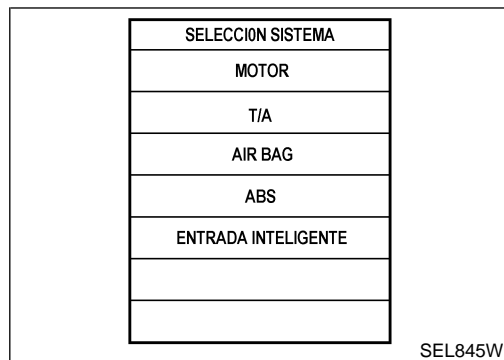 SELECCI0N SISTEMA
MOTOR
T/A
AIR BAG
ABS
ENTRADA INTELIGENTE
SEL845W